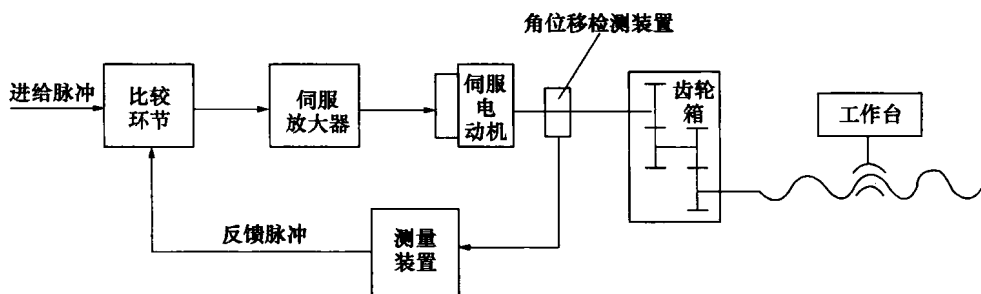 角位移检测装置
进给脉冲
比较
环节
伺服
放大器
伺服
电
动机
齿轮
箱
工作台
反馈脉冲
测量
装置